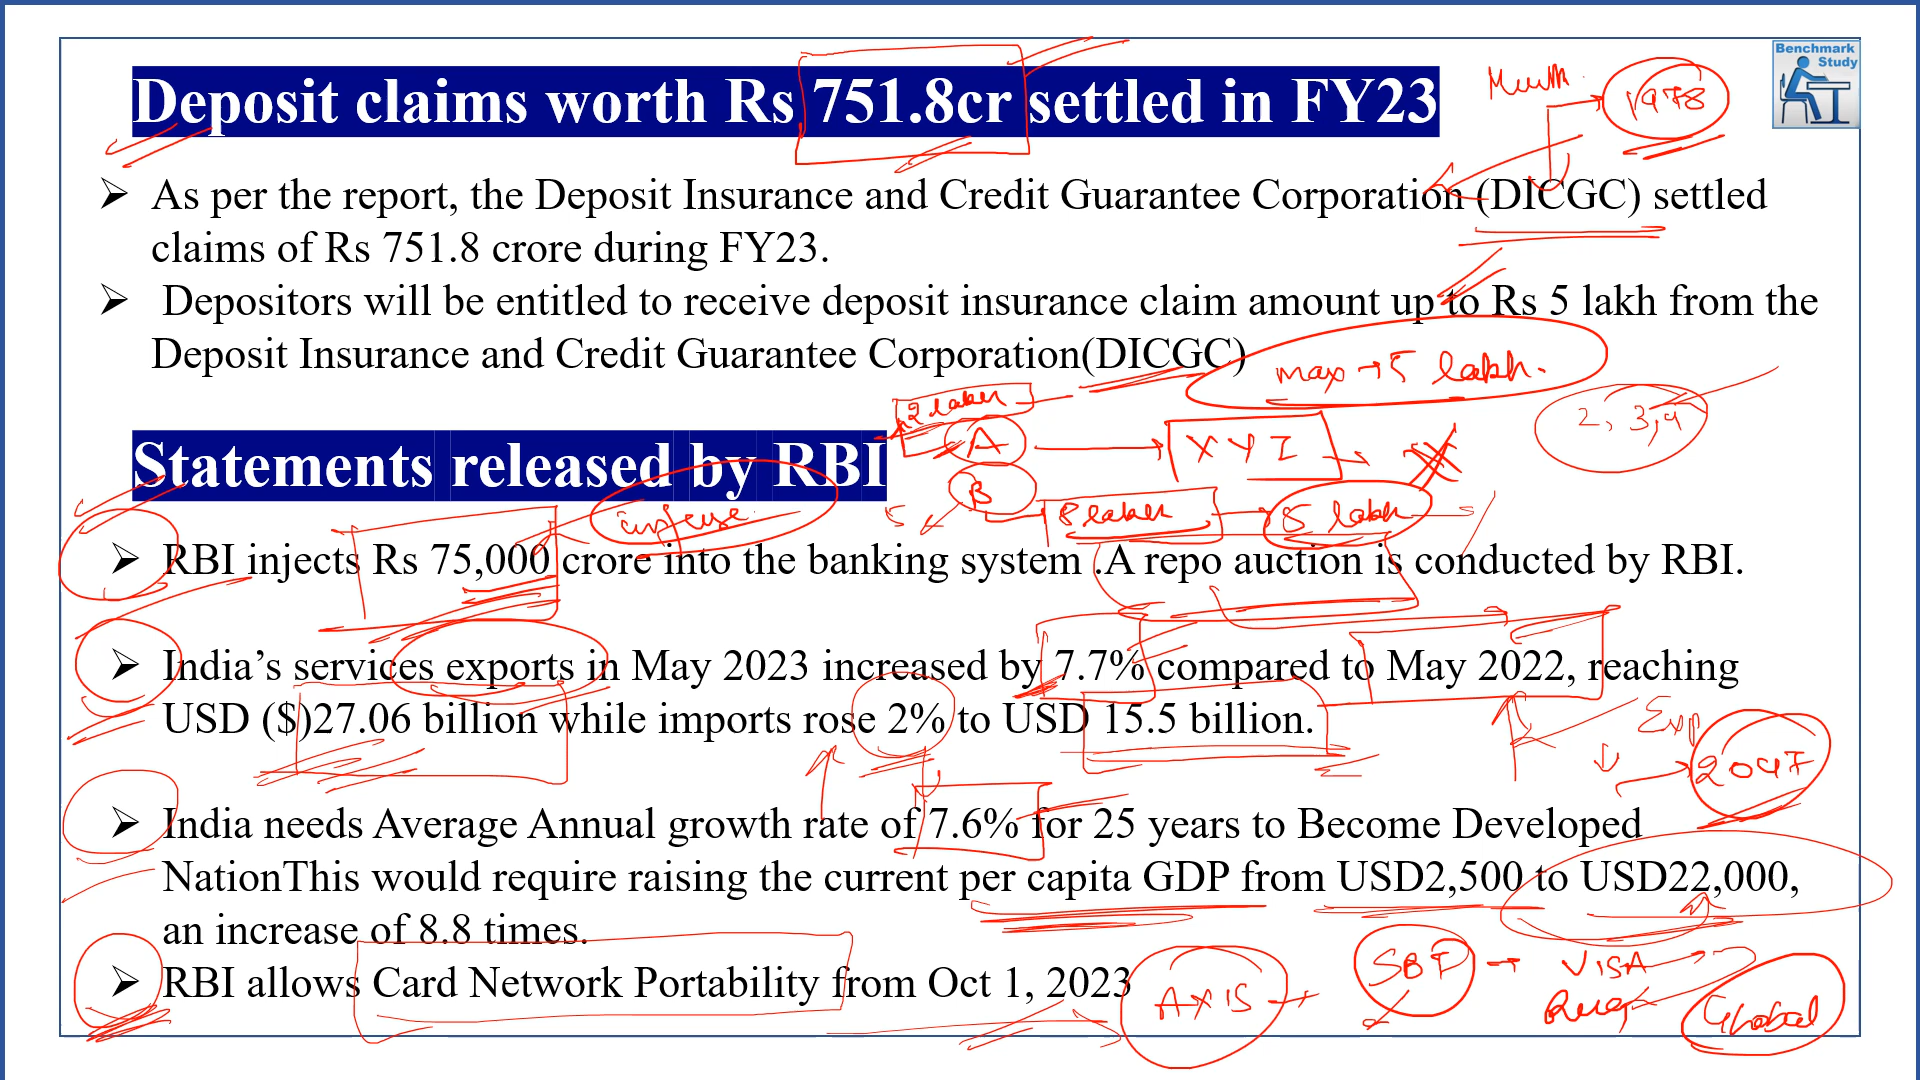 Benchmark
Study
Deposit claims worth Rs 751.8cr settled in FY23
1978
➢ As per the report, the Deposit Insurance and Credit Guarantee Corporation (DICGC) settled
claims of Rs 751.8 crore during FY23.
➢ Depositors will be entitled to receive deposit insurance claim amount up to Rs 5 lakh from the
Deposit Insurance and Credit Guarantee Corporation(DICGC)
max → 5 lakh.
2 lakh
2, 3, 4
A → XYZ
Statements released by RBI
B
8 lakh → 5 lakh
5
infuse
➢ RBI injects Rs 75,000 crore into the banking system .A repo auction is conducted by RBI.
➢ India’s services exports in May 2023 increased by 7.7% compared to May 2022, reaching
USD ($)27.06 billion while imports rose 2% to USD 15.5 billion.
Exp
2047
➢ India needs Average Annual growth rate of 7.6% for 25 years to Become Developed
NationThis would require raising the current per capita GDP from USD2,500 to USD22,000,
an increase of 8.8 times.
➢ RBI allows Card Network Portability from Oct 1, 2023
AXIS
SBI → VISA
Global